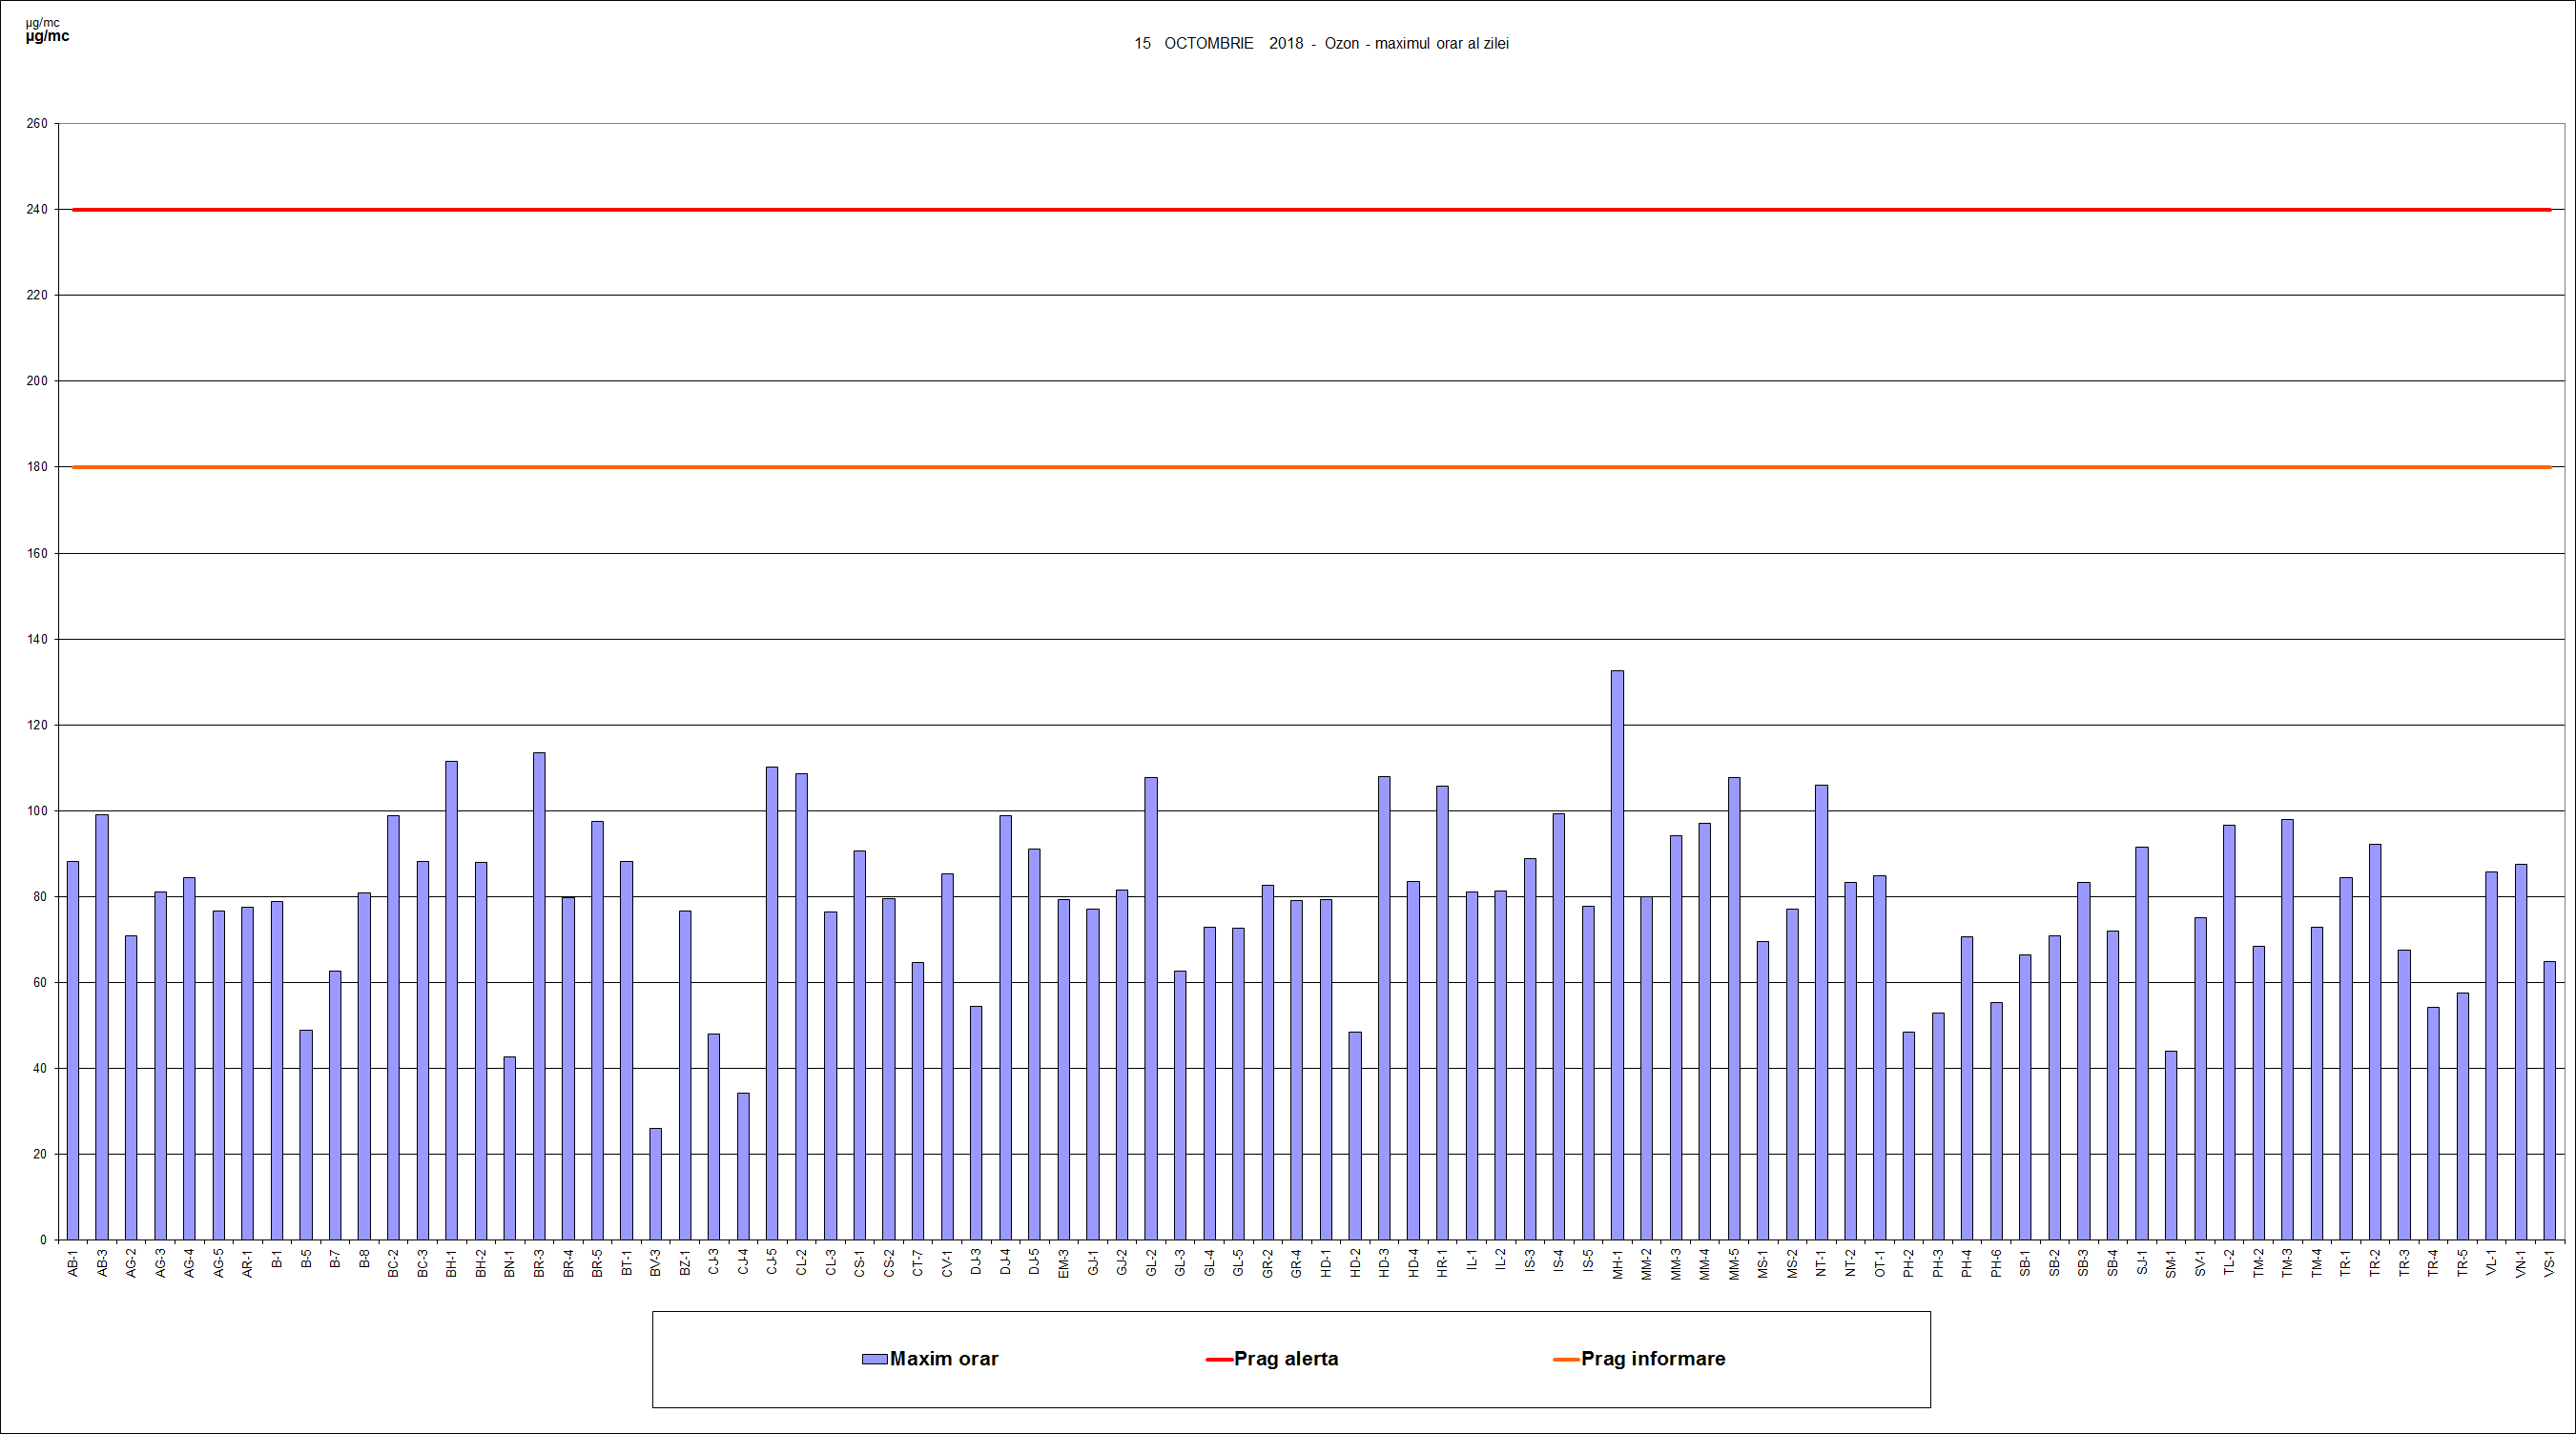 µg/mc
µg/mc
15 OCTOMBRIE 2018 - Ozon - maximul orar al zilei
260
240
220
200
180
160
140
120
100
80
60
40
20
0
AB-1 AB-3 AG-2 AG-3 AG-4 AG-5 AR-1 B-1 B-5 B-7 B-8 BC-2 BC-3 BH-1 BH-2 BN-1 BR-3 BR-4 BR-5 BT-1 BV-3 BZ-1 CJ-3 CJ-4 CJ-5 CL-2 CL-3 CS-1 CS-2 CT-7 CV-1 DJ-3 DJ-4 DJ-5 EM-3 GJ-1 GJ-2 GL-2 GL-3 GL-4 GL-5 GR-2 GR-4 HD-1 HD-2 HD-3 HD-4 HR-1 IL-1 IL-2 IS-3 IS-4 IS-5 MH-1 MM-2 MM-3 MM-4 MM-5 MS-1 MS-2 NT-1 NT-2 OT-1 PH-2 PH-3 PH-4 PH-6 SB-1 SB-2 SB-3 SB-4 SJ-1 SM-1 SV-1 TL-2 TM-2 TM-3 TM-4 TR-1 TR-2 TR-3 TR-4 TR-5 VL-1 VN-1 VS-1
Maxim orar Prag alerta Prag informare